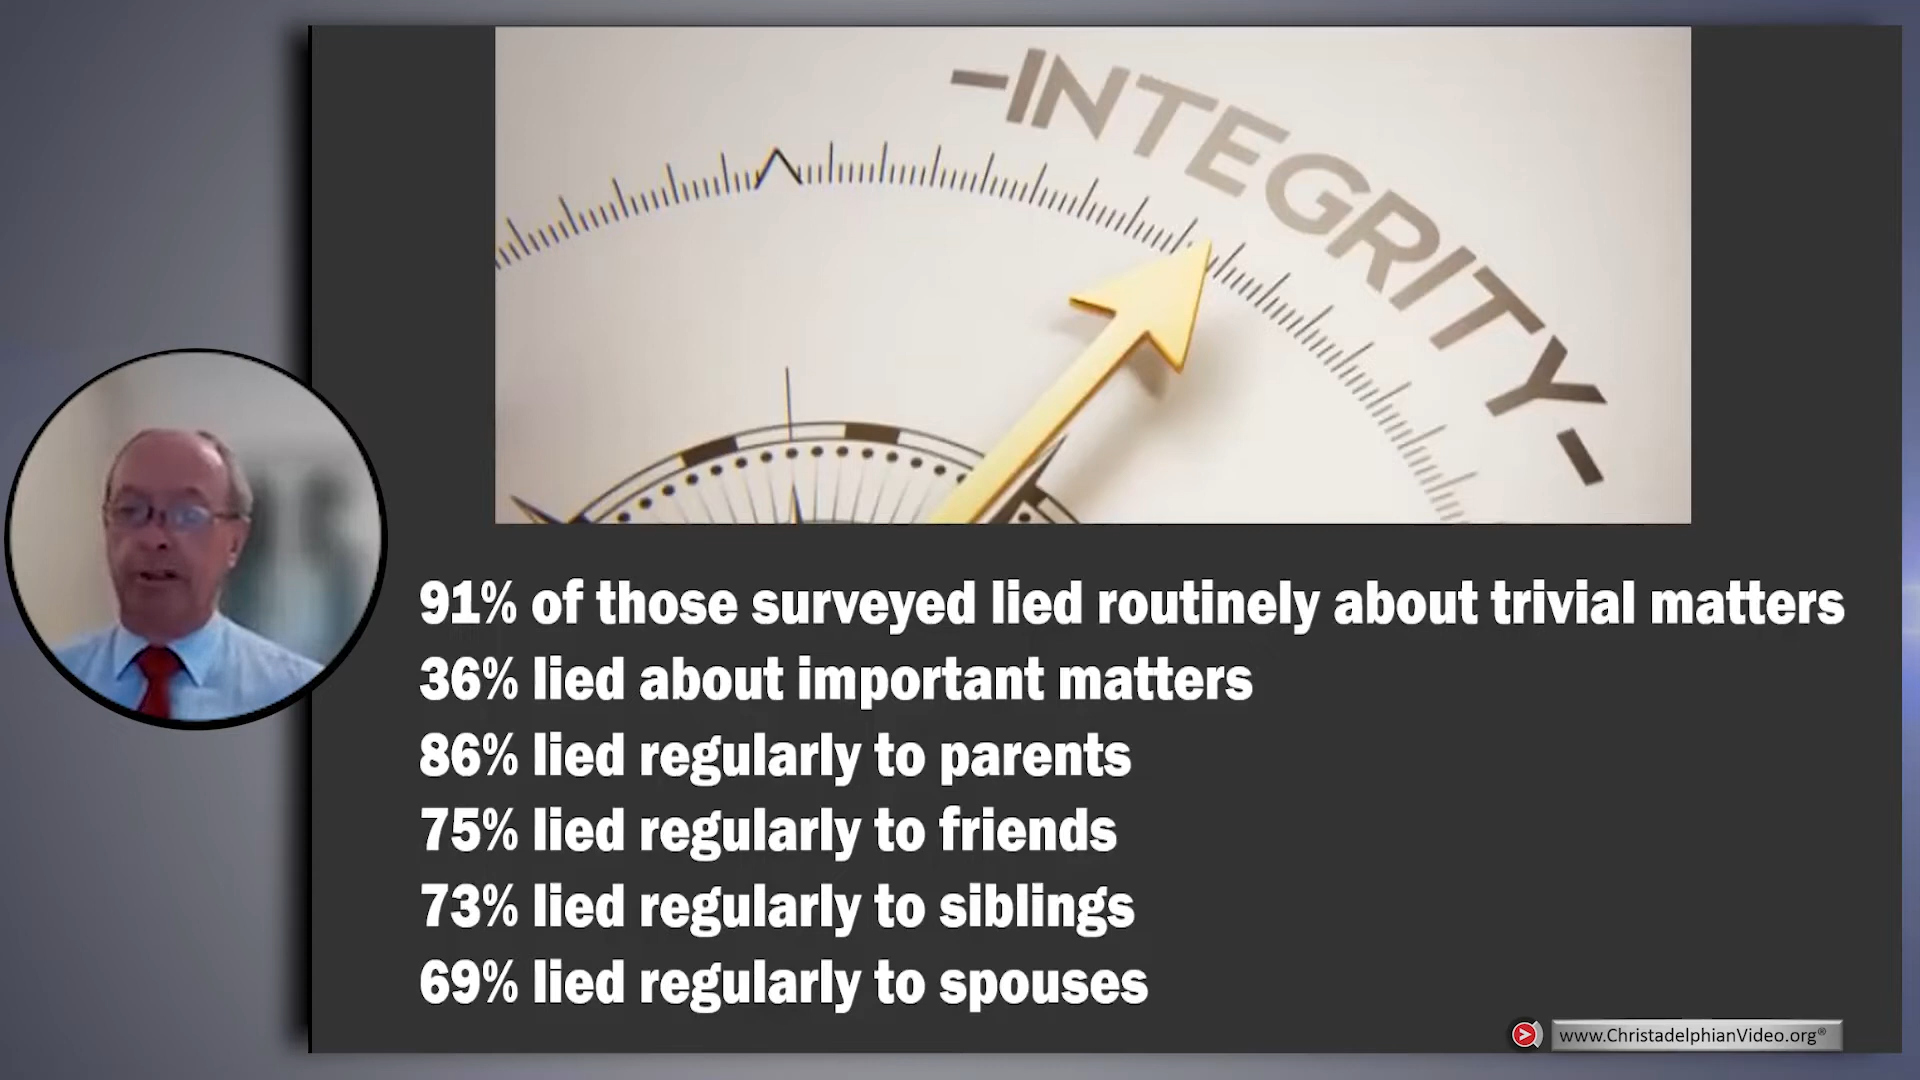 -INTEGRITY-
91% of those surveyed lied routinely about trivial matters
36% lied about important matters
86% lied regularly to parents
75% lied regularly to friends
73% lied regularly to siblings
69% lied regularly to spouses
www.ChristadelphianVideo.org®